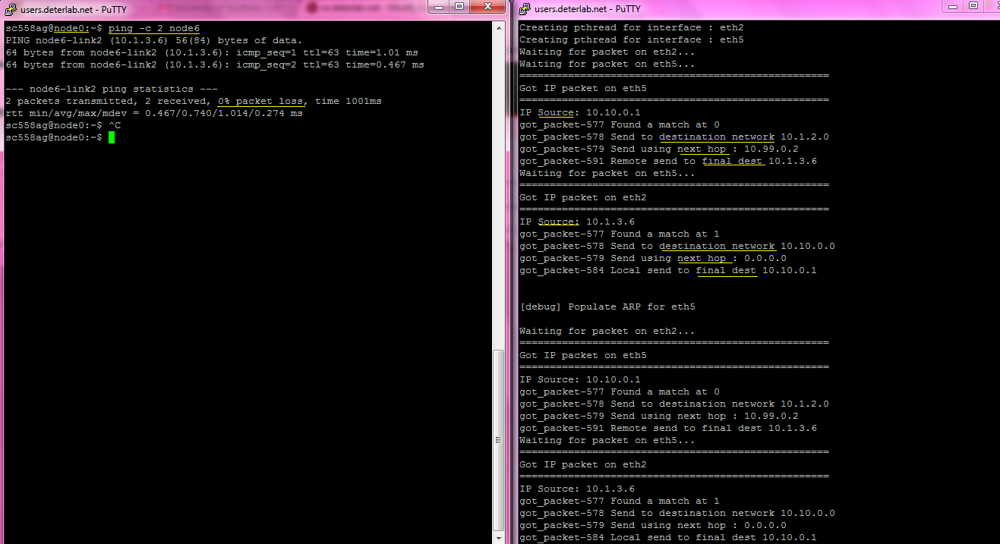 users.deterlab.net - PuTTY
sc558ag@node0:~$ ping -c 2 node6
PING node6-link2 (10.1.3.6) 56(84) bytes of data.
64 bytes from node6-link2 (10.1.3.6): icmp_seq=1 ttl=63 time=1.01 ms
64 bytes from node6-link2 (10.1.3.6): icmp_seq=2 ttl=63 time=0.467 ms
--- node6-link2 ping statistics ---
2 packets transmitted, 2 received, 0% packet loss, time 1001ms
rtt min/avg/max/mdev = 0.467/0.740/1.014/0.274 ms
sc558ag@node0:~$ ^C
sc558ag@node0:~$
users.deterlab.net - PuTTY
Creating pthread for interface : eth2
Creating pthread for interface : eth5
Waiting for packet on eth2...
Waiting for packet on eth5...
===================================================
Got IP packet on eth5
===================================================
IP Source: 10.10.0.1
got_packet-577 Found a match at 0
got_packet-578 Send to destination network 10.1.2.0
got_packet-579 Send using next hop : 10.99.0.2
got_packet-591 Remote send to final dest 10.1.3.6
Waiting for packet on eth5...
===================================================
Got IP packet on eth2
===================================================
IP Source: 10.1.3.6
got_packet-577 Found a match at 1
got_packet-578 Send to destination network 10.10.0.0
got_packet-579 Send using next hop : 0.0.0.0
got_packet-584 Local send to final dest 10.10.0.1
[debug] Populate ARP for eth5
Waiting for packet on eth2...
===================================================
Got IP packet on eth5
===================================================
IP Source: 10.10.0.1
got_packet-577 Found a match at 0
got_packet-578 Send to destination network 10.1.2.0
got_packet-579 Send using next hop : 10.99.0.2
got_packet-591 Remote send to final dest 10.1.3.6
Waiting for packet on eth5...
===================================================
Got IP packet on eth2
===================================================
IP Source: 10.1.3.6
got_packet-577 Found a match at 1
got_packet-578 Send to destination network 10.10.0.0
got_packet-579 Send using next hop : 0.0.0.0
got_packet-584 Local send to final dest 10.10.0.1